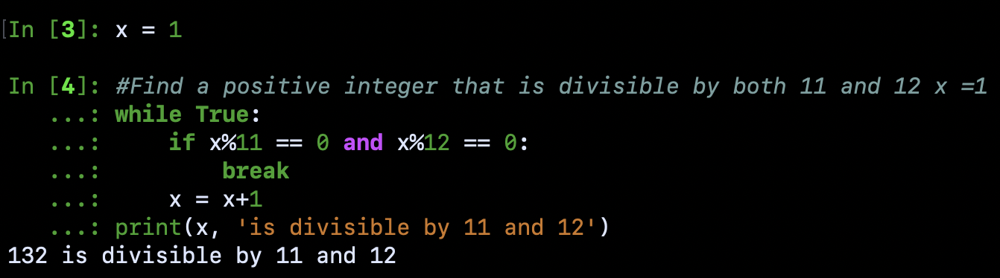 In [3]: x = 1
In [4]: #Find a positive integer that is divisible by both 11 and 12 x =1
   ...: while True:
   ...:     if x%11 == 0 and x%12 == 0:
   ...:         break
   ...:     x = x+1
   ...: print(x, 'is divisible by 11 and 12')
132 is divisible by 11 and 12